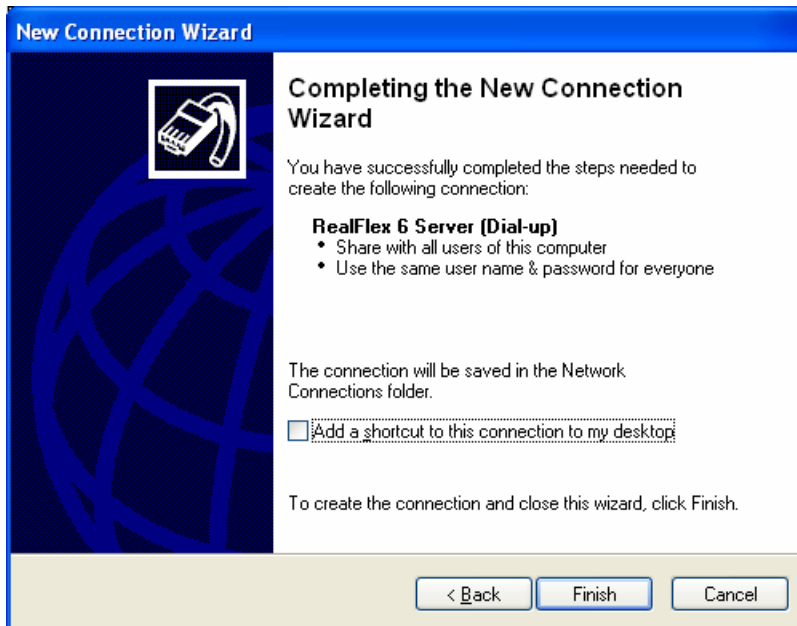 New Connection Wizard
Completing the New Connection
Wizard
You have successfully completed the steps needed to
create the following connection:
RealFlex 6 Server (Dial-up)
• Share with all users of this computer
• Use the same user name & password for everyone
The connection will be saved in the Network
Connections folder.
Add a shortcut to this connection to my desktop
To create the connection and close this wizard, click Finish.
< Back Finish Cancel